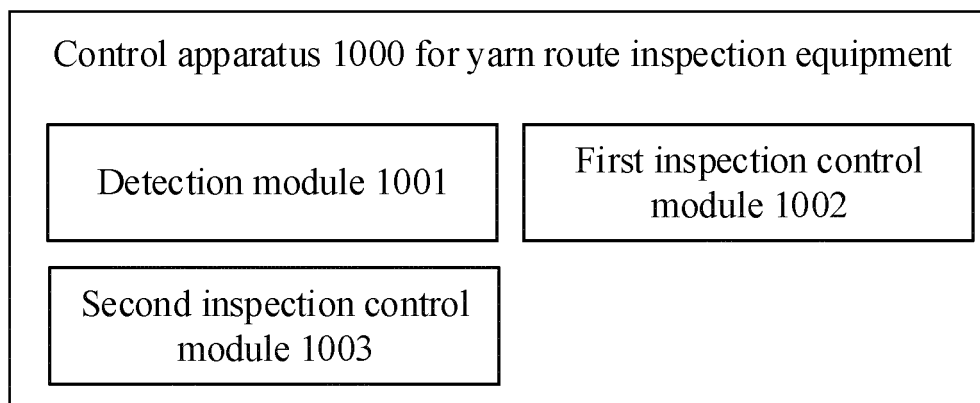 Control apparatus 1000 for yarn route inspection equipment
Detection module 1001
First inspection control
module 1002
Second inspection control
module 1003